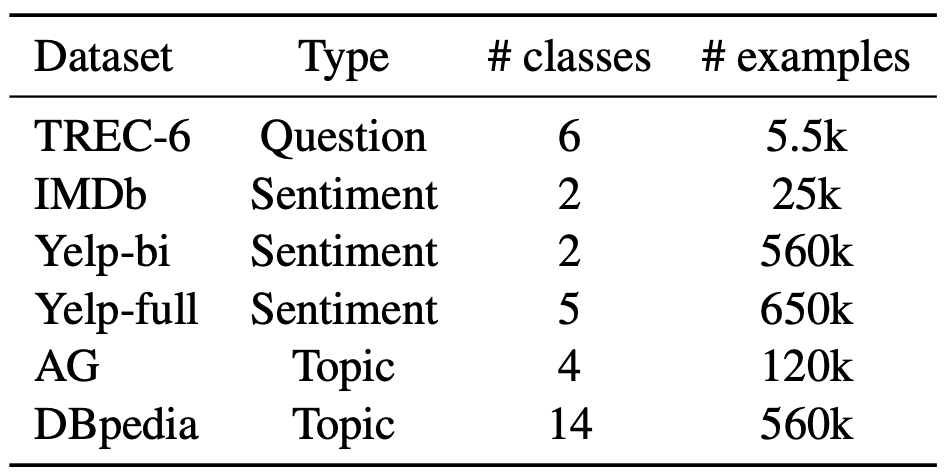 Dataset Type # classes # examples
TREC-6 Question 6 5.5k
IMDb Sentiment 2 25k
Yelp-bi Sentiment 2 560k
Yelp-full Sentiment 5 650k
AG Topic 4 120k
DBpedia Topic 14 560k